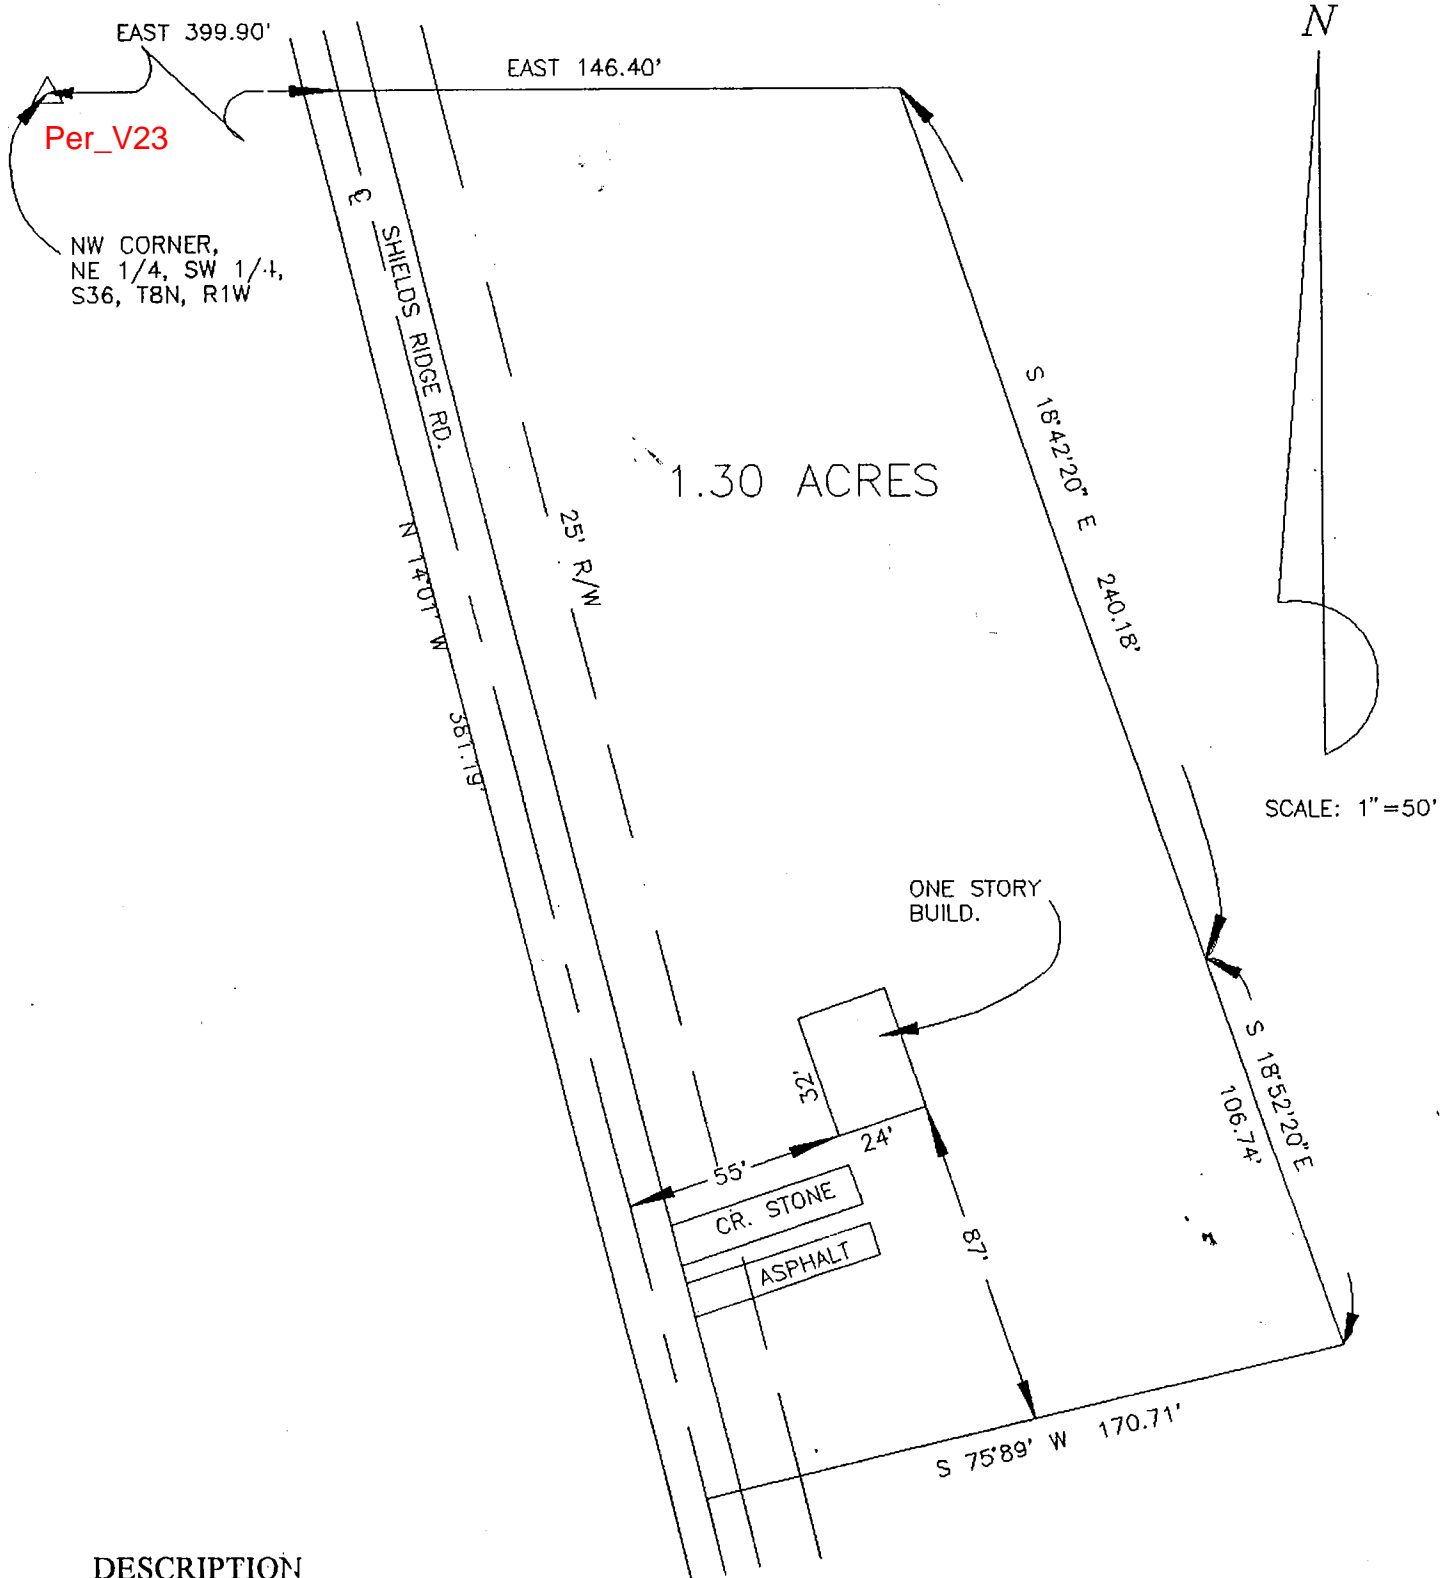 EAST 399.90'
N
EAST 146.40'
Per_V23
℄ SHIELDS RIDGE RD.
NW CORNER,
NE 1/4, SW 1/4,
S36, T8N, R1W
S 18°42'20" E 240.18'
1.30 ACRES
25' R/W
N 14°01' W 381.19'
SCALE: 1"=50'
ONE STORY
BUILD.
S 18°52'20" E
106.74'
32'
24'
55'
CR. STONE
87'
ASPHALT
S 75°89' W 170.71'
DESCRIPTION